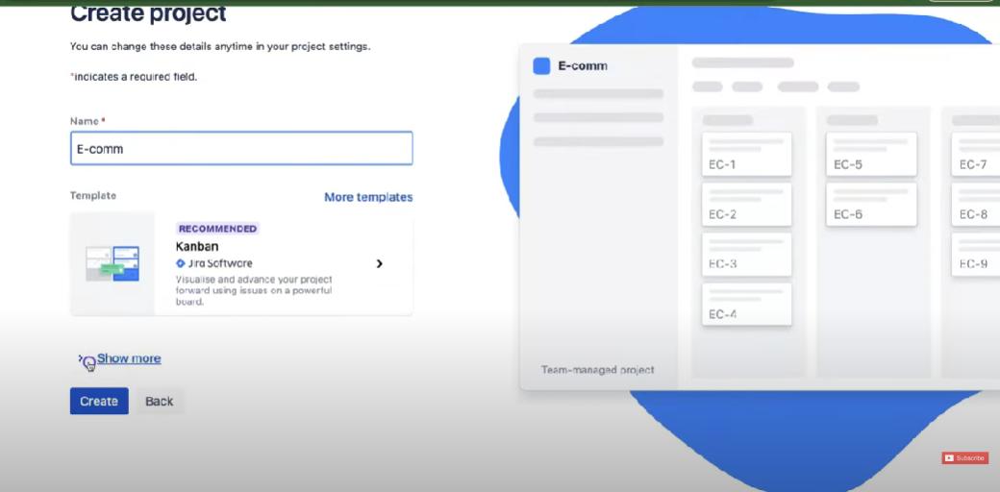 Create project
You can change these details anytime in your project settings.
*indicates a required field.
Name *
E-comm
Template
More templates
RECOMMENDED
Kanban
Jira Software
Visualise and advance your project
forward using issues on a powerful
board.
Show more
Create
Back
E-comm
EC-1
EC-2
EC-3
EC-4
EC-5
EC-6
EC-7
EC-8
EC-9
Team-managed project
Subscribe